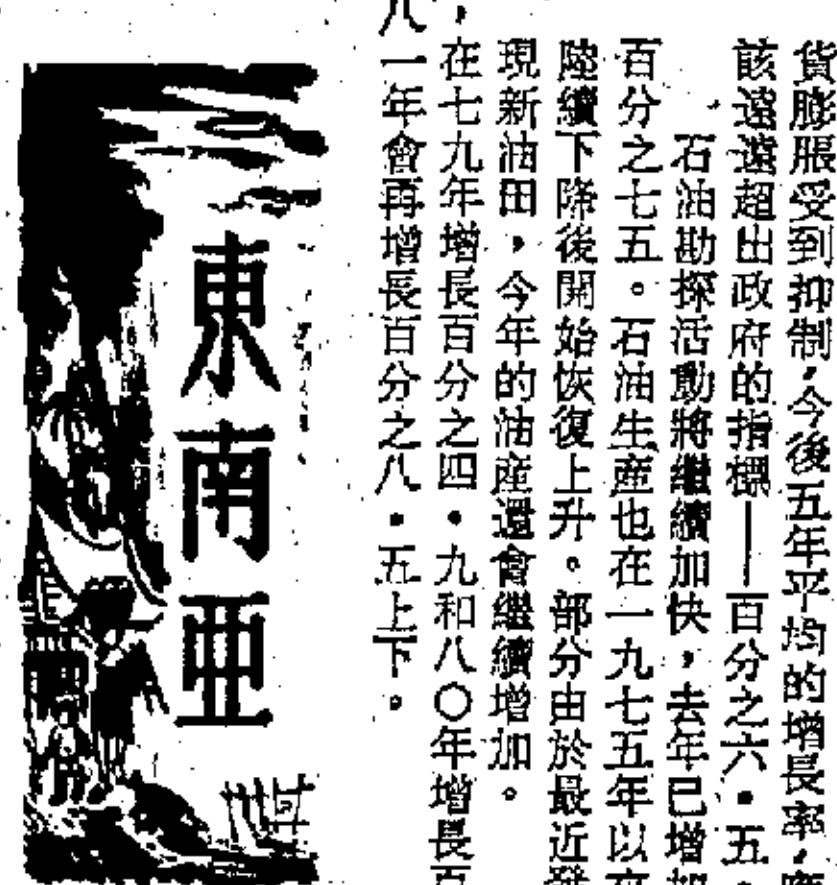 貨膨脹受到抑制，今後五年平均的增長率，應
該遠遠超出政府的指標——百分之六・五。
石油勘探活動將繼續加快，去年已增加
百分之七五。石油生産也在一九七五年以
陸續下降後開始恢復上升。部分由於最近發
現新油田，今年的油産還會繼續增加。
，在七九年增長百分之四・九和八〇年增長百
八一年會再增長百分之八・五上下。
東南亜